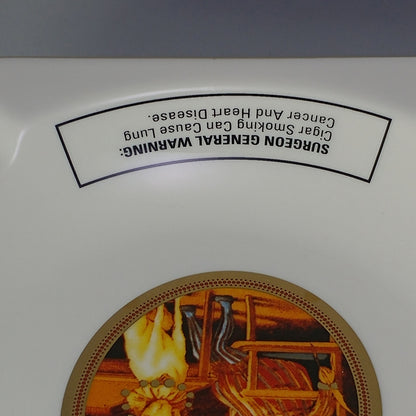 SURGEON GENERAL WARNING:
Cigar Smoking Can Cause Lung
Cancer And Heart Disease.